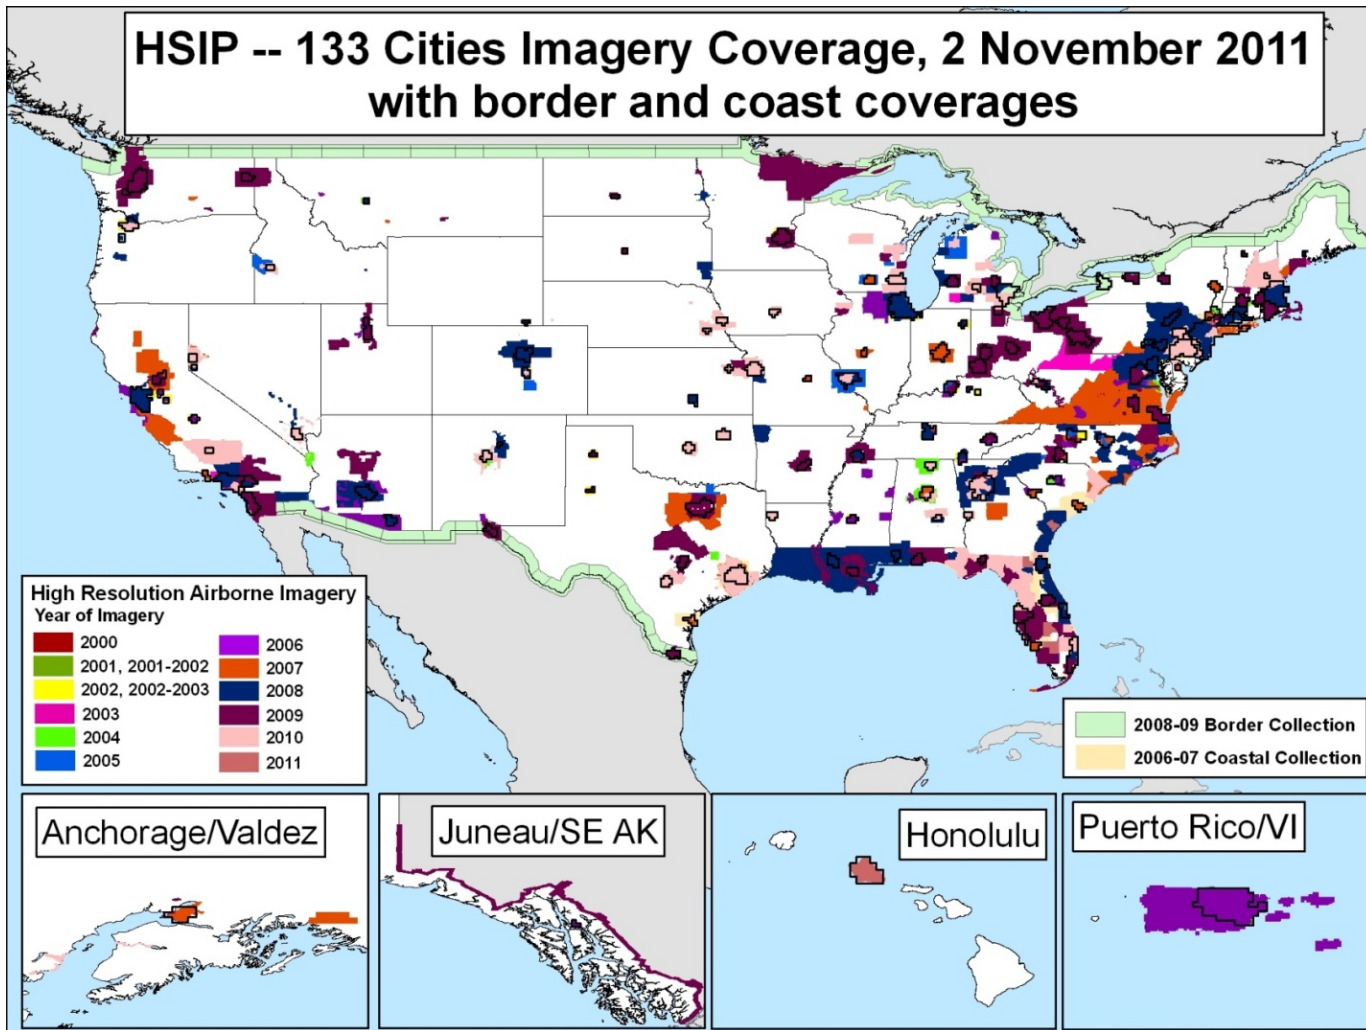 HSIP -- 133 Cities Imagery Coverage, 2 November 2011
with border and coast coverages
High Resolution Airborne Imagery
Year of Imagery
2000
2001, 2001-2002
2002, 2002-2003
2003
2004
2005
2006
2007
2008
2009
2010
2011
2008-09 Border Collection
2006-07 Coastal Collection
Anchorage/Valdez
Juneau/SE AK
Honolulu
Puerto Rico/VI